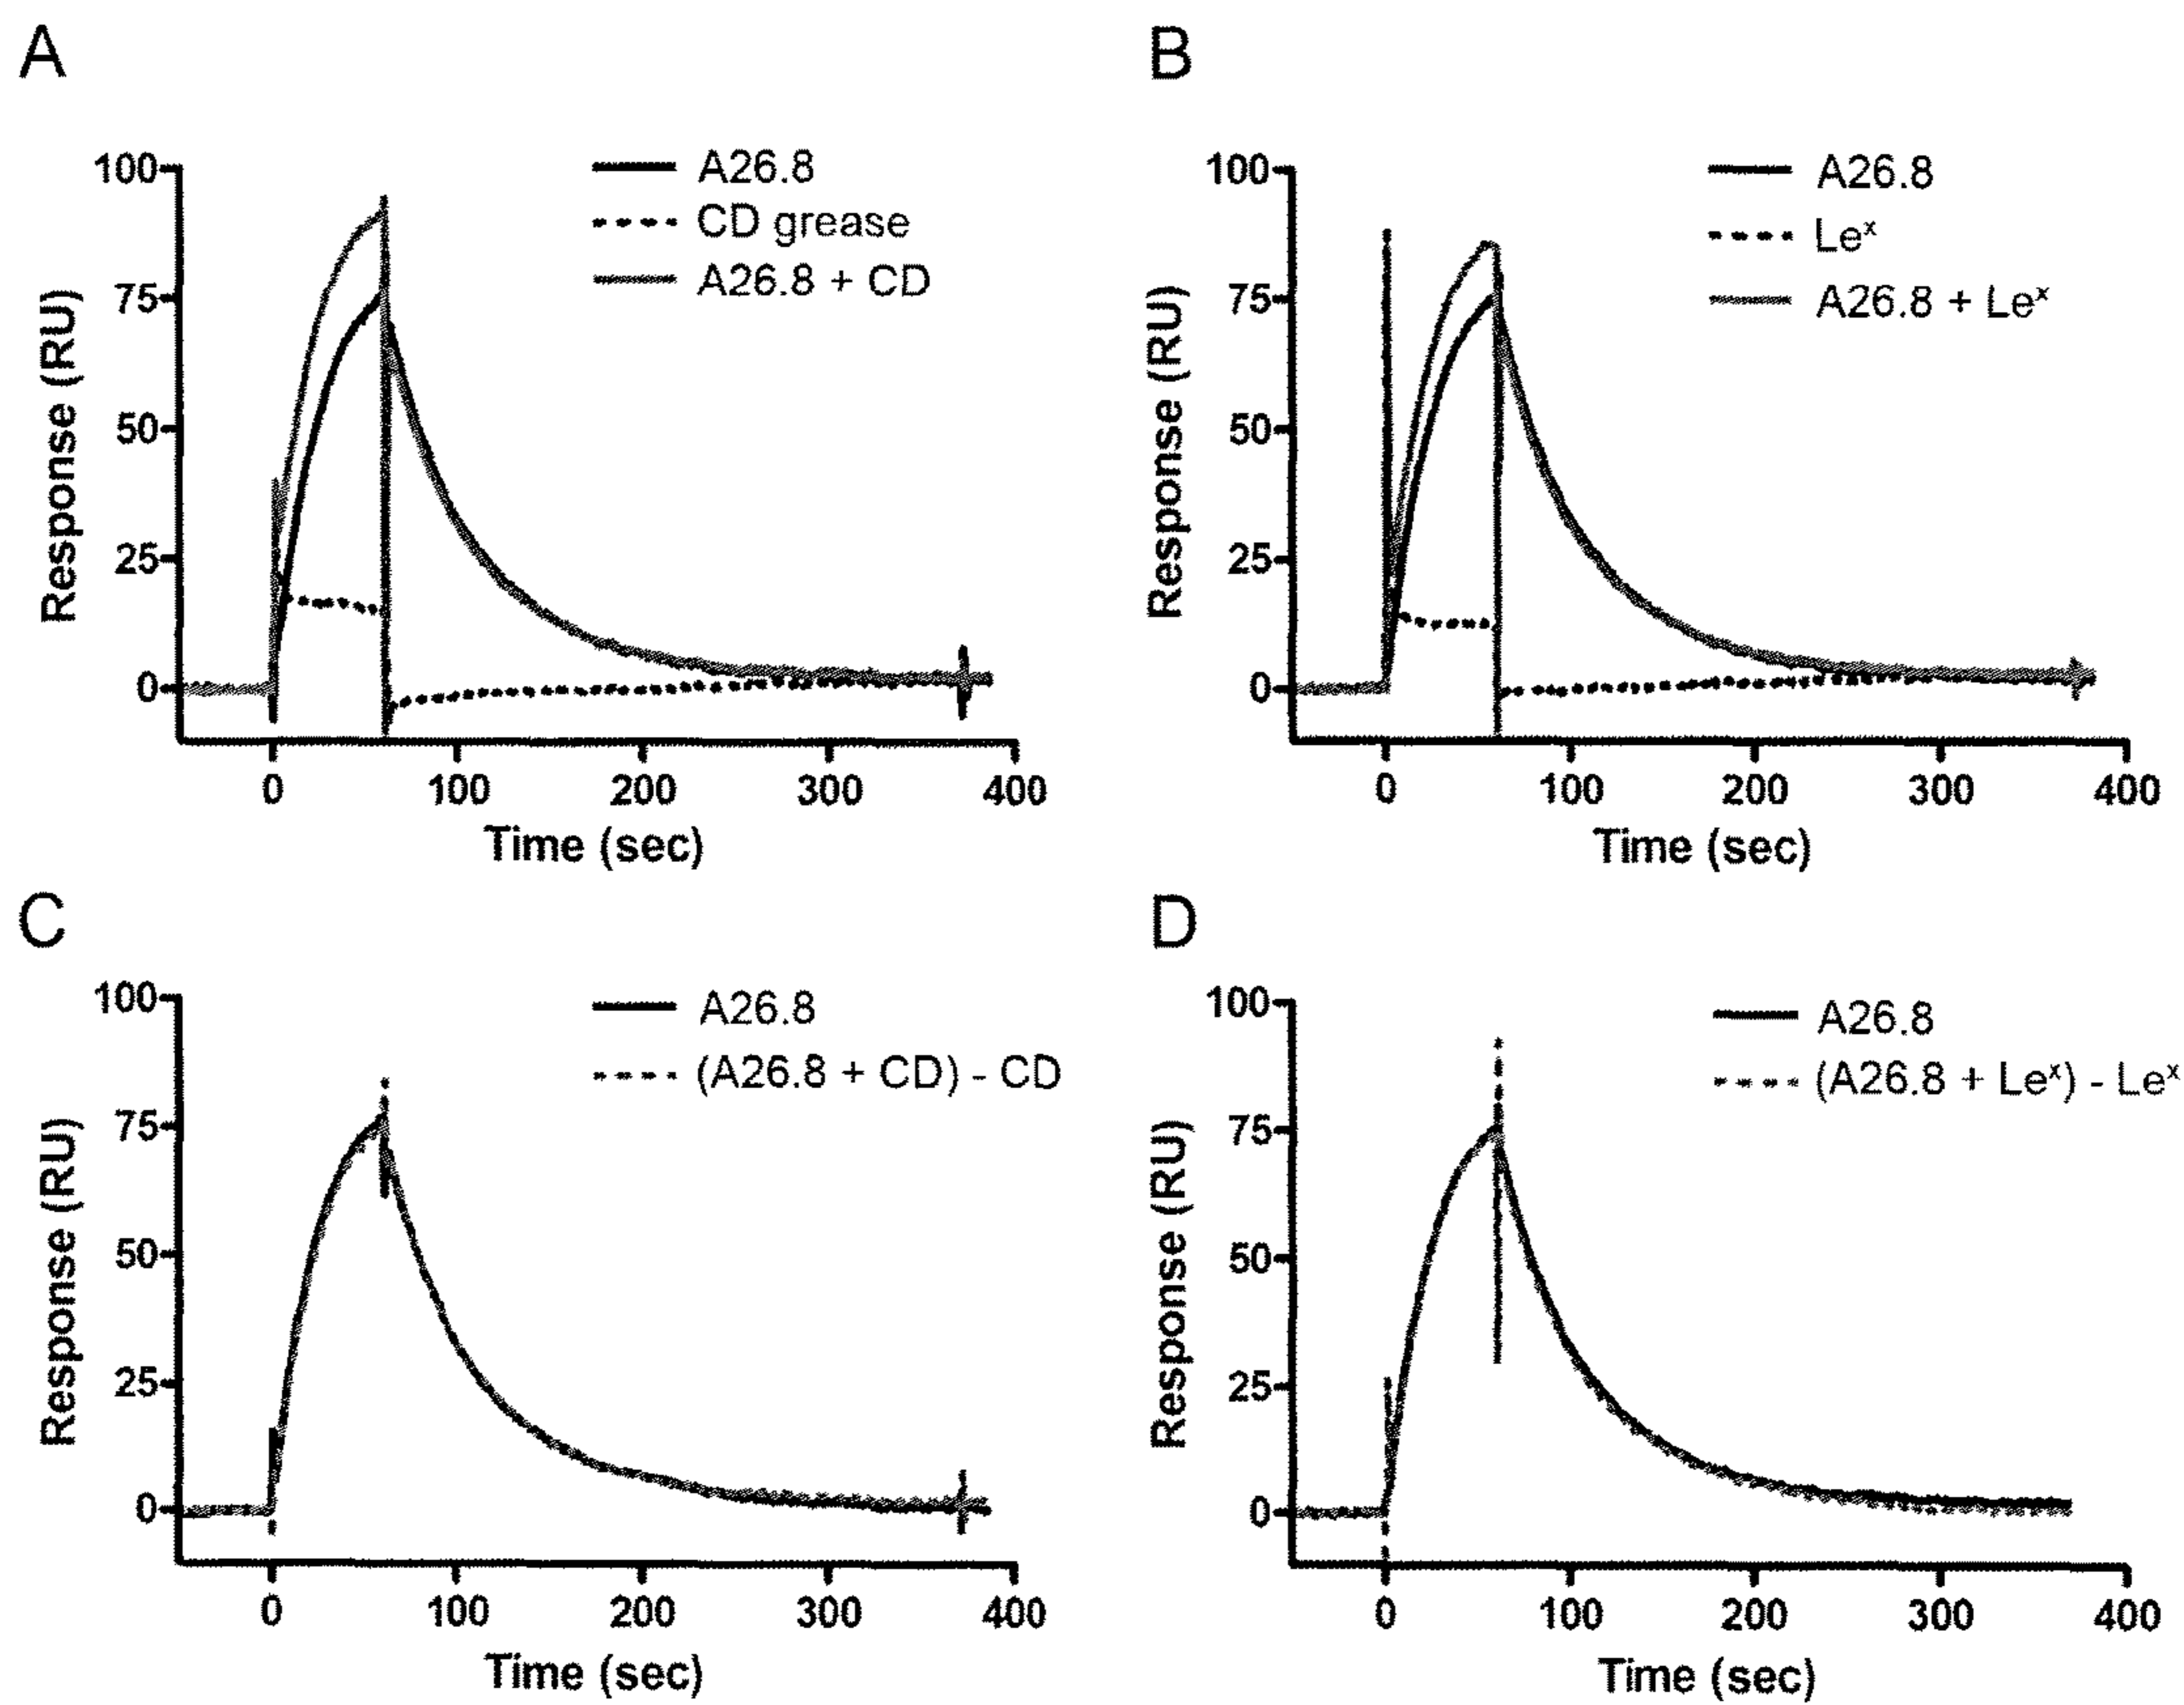 A
A26.8
CD grease
A26.8 + CD
100
75
50
25
0
Response (RU)
0 100 200 300 400
Time (sec)
B
A26.8
Leˣ
A26.8 + Leˣ
100
75
50
25
0
Response (RU)
0 100 200 300 400
Time (sec)
C
A26.8
(A26.8 + CD) - CD
100
75
50
25
0
Response (RU)
0 100 200 300 400
Time (sec)
D
A26.8
(A26.8 + Leˣ) - Leˣ
100
75
50
25
0
Response (RU)
0 100 200 300 400
Time (sec)